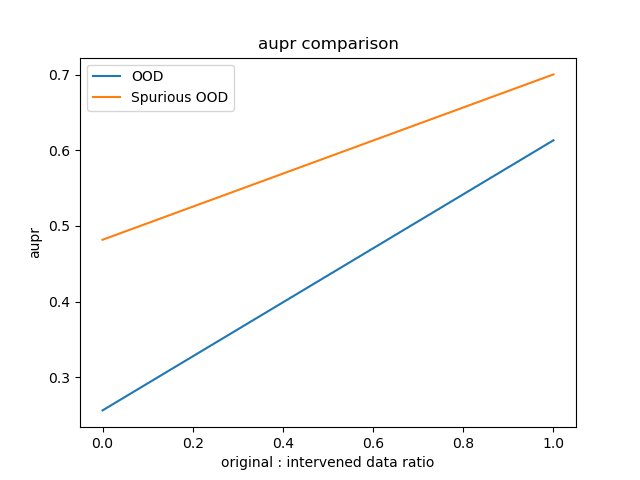 aupr comparison
OOD
Spurious OOD
aupr
0.7
0.6
0.5
0.4
0.3
0.0 0.2 0.4 0.6 0.8 1.0
original : intervened data ratio